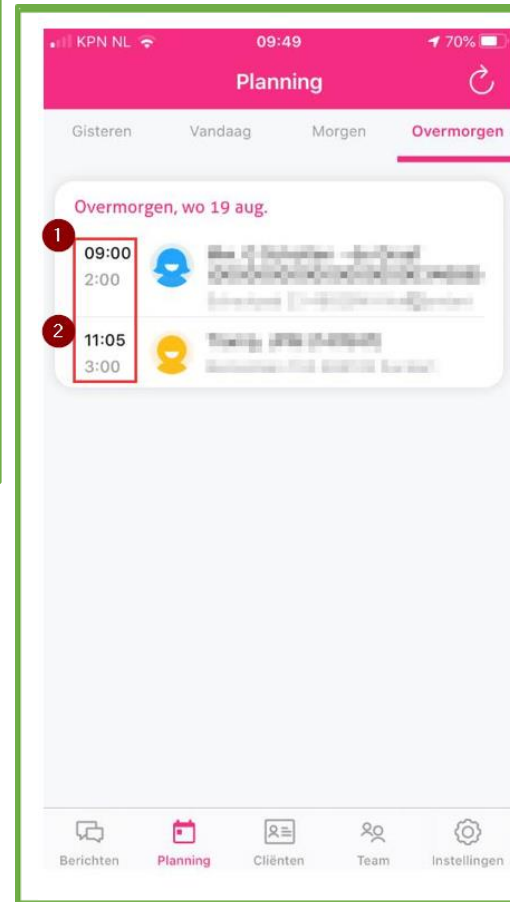 KPN NL 09:49 70%
Planning
Gisteren Vandaag Morgen Overmorgen
Overmorgen, wo 19 aug.
1 09:00
2:00
2 11:05
3:00
Berichten Planning Cliënten Team Instellingen